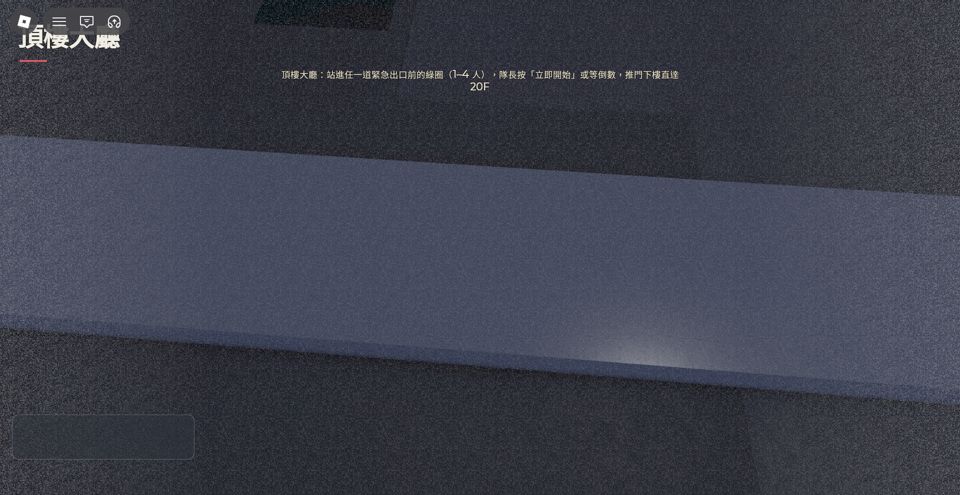 頂樓大廳
頂樓大廳：站進任一道緊急出口前的綠圈（1–4 人），隊長按「立即開始」或等倒數，推門下樓直達
20F